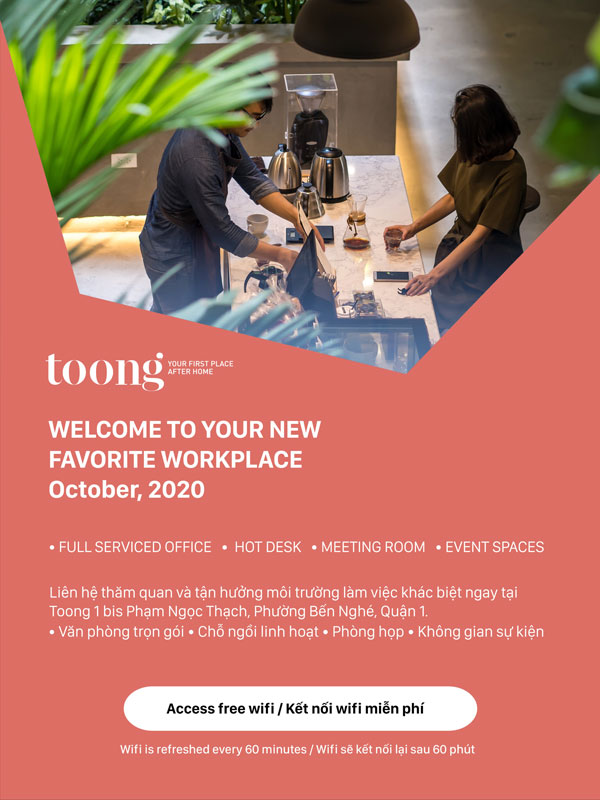 toong YOUR FIRST PLACE
AFTER HOME
WELCOME TO YOUR NEW
FAVORITE WORKPLACE
October, 2020
• FULL SERVICED OFFICE • HOT DESK • MEETING ROOM • EVENT SPACES
Liên hệ thăm quan và tận hưởng môi trường làm việc khác biệt ngay tại
Toong 1 bis Phạm Ngọc Thạch, Phường Bến Nghé, Quận 1.
• Văn phòng trọn gói • Chỗ ngồi linh hoạt • Phòng họp • Không gian sự kiện
Access free wifi / Kết nối wifi miễn phí
Wifi is refreshed every 60 minutes / Wifi sẽ kết nối lại sau 60 phút